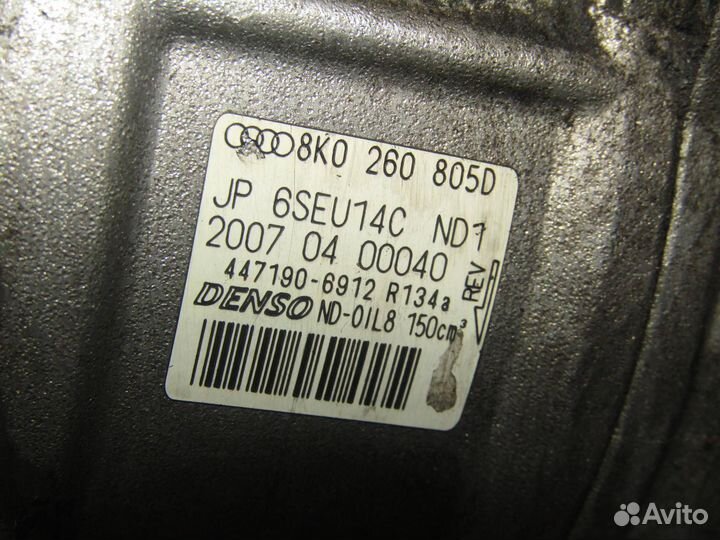 8K0 260 805D
JP 6SEU14C ND1
2007 04 00040
447190-6912 R134a
DENSO ND-OIL8 150cm³
REV
Avito